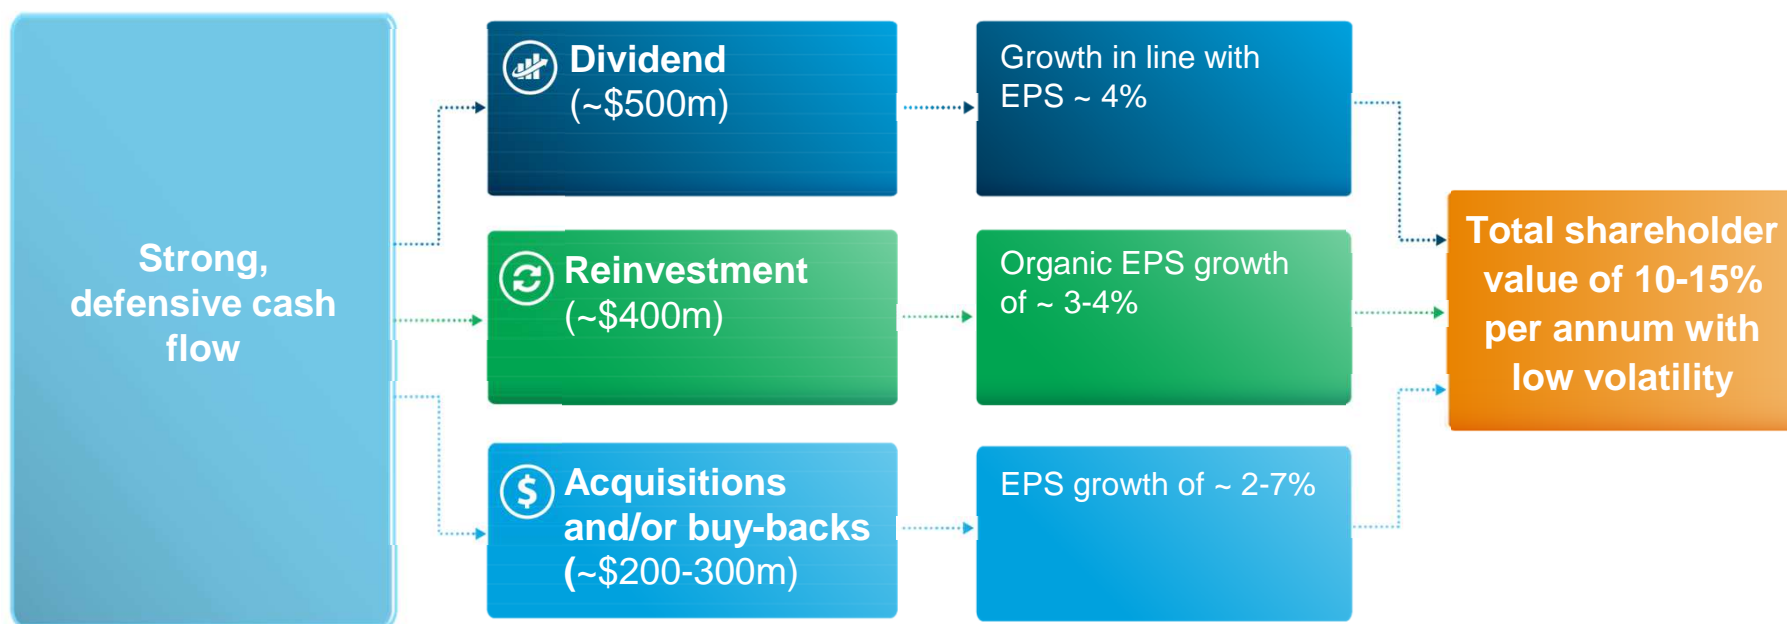 Strong,
defensive cash
flow
Dividend
(~$500m)
Growth in line with
EPS ~ 4%
Reinvestment
(~$400m)
Organic EPS growth
of ~ 3-4%
$ Acquisitions
and/or buy-backs
(~$200-300m)
EPS growth of ~ 2-7%
Total shareholder
value of 10-15%
per annum with
low volatility